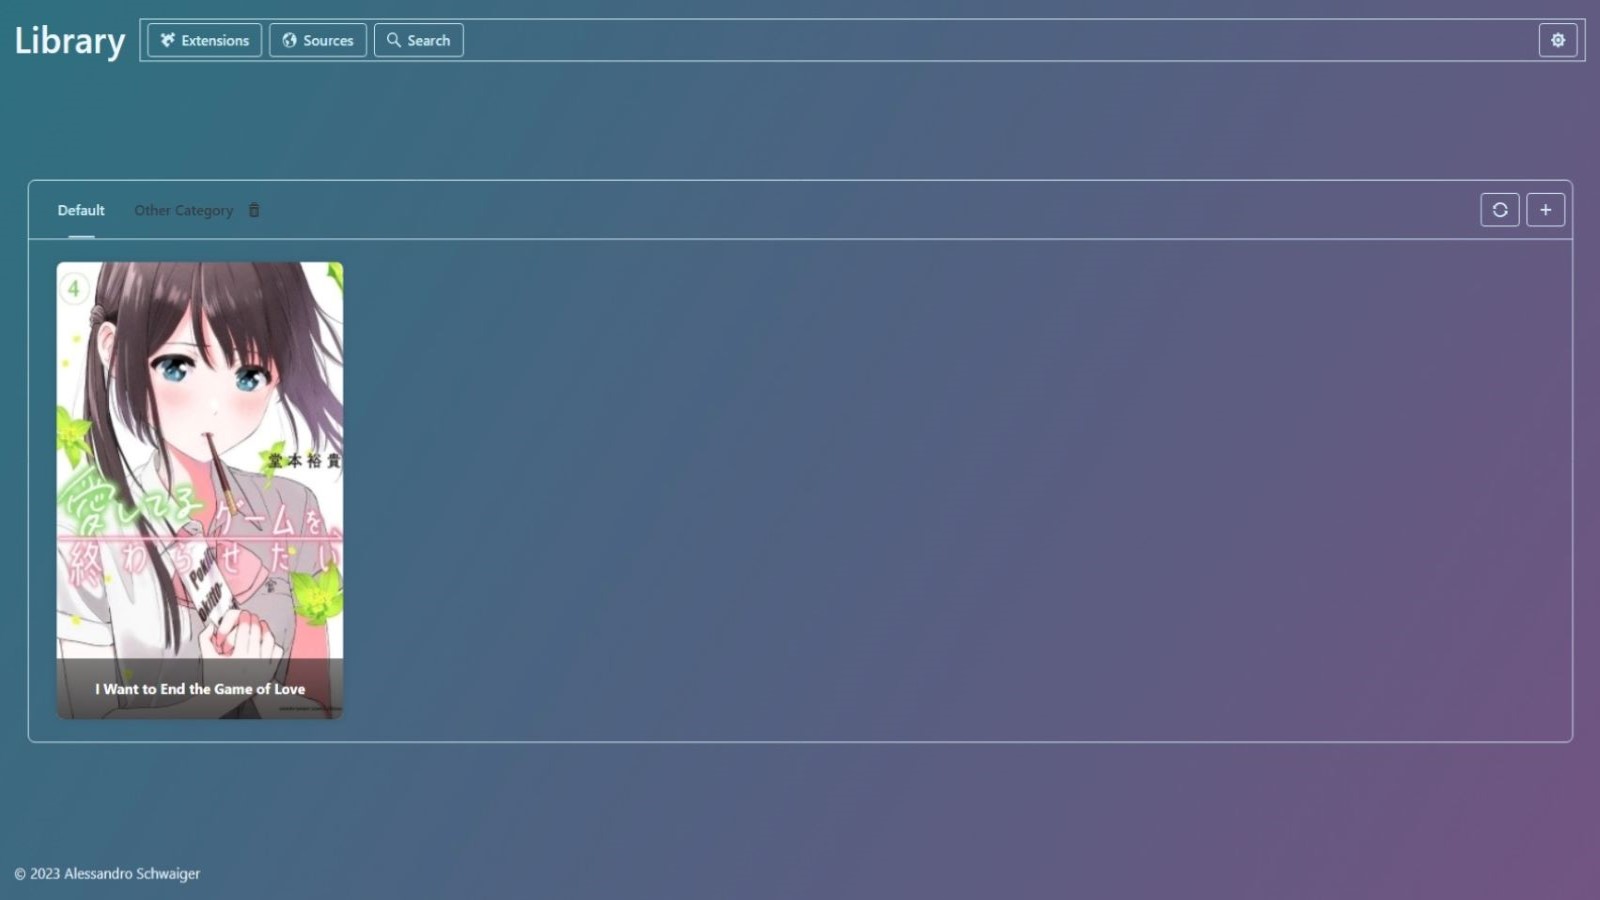 Library
Extensions
Sources
Search
Default
Other Category
4
堂本裕貴
愛してる
ゲームを
終わらせたい
I Want to End the Game of Love
© 2023 Alessandro Schwaiger